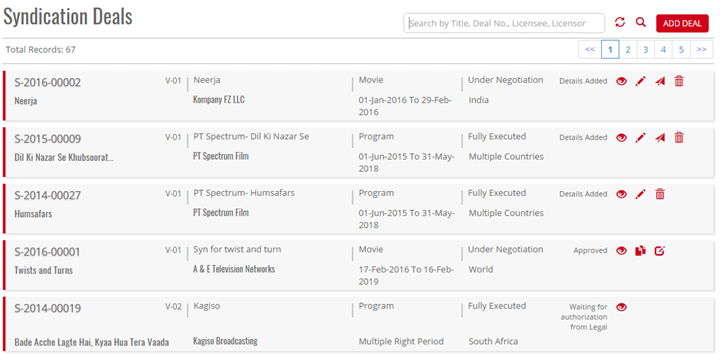 Syndication Deals
Search by Title, Deal No., Licensee, Licensor
ADD DEAL
Total Records: 67
<< 1 2 3 4 5 >>
S-2016-00002 V-01 Neerja Movie Under Negotiation Details Added
Neerja Kompany FZ LLC 01-Jan-2016 To 29-Feb- India
2016
S-2015-00009 V-01 PT Spectrum- Dil Ki Nazar Se Program Fully Executed Details Added
Dil Ki Nazar Se Khubsoorat... PT Spectrum Film 01-Jun-2015 To 31-May- Multiple Countries
2018
S-2014-00027 V-01 PT Spectrum- Humsafars Program Fully Executed Details Added
Humsafars PT Spectrum Film 01-Jun-2015 To 31-May- Multiple Countries
2018
S-2016-00001 V-01 Syn for twist and turn Movie Under Negotiation Approved
Twists and Turns A & E Television Networks 17-Feb-2016 To 16-Feb- World
2019
S-2014-00019 V-02 Kagiso Program Fully Executed Waiting for
authorization
from Legal
Bade Acche Lagte Hai, Kyaa Hua Tera Vaada Kagiso Broadcasting Multiple Right Period South Africa